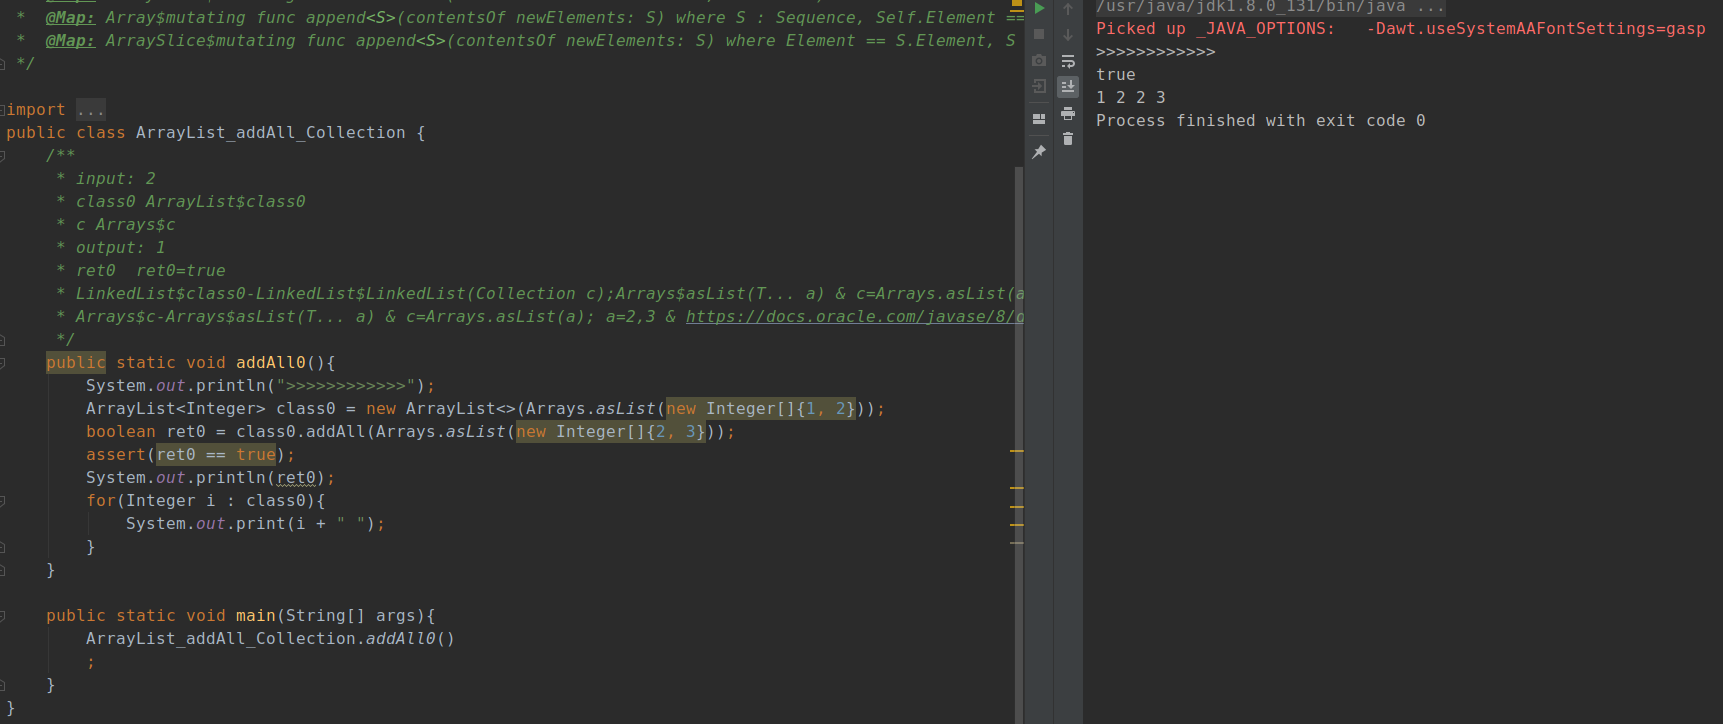 * @Map: Array$mutating func append<S>(contentsOf newElements: S) where S : Sequence, Self.Element ==
* @Map: ArraySlice$mutating func append<S>(contentsOf newElements: S) where Element == S.Element, S
*/
import ...
public class ArrayList_addAll_Collection {
/**
* input: 2
* class0 ArrayList$class0
* c Arrays$c
* output: 1
* ret0  ret0=true
* LinkedList$class0-LinkedList$LinkedList(Collection c);Arrays$asList(T... a) & c=Arrays.asList(a
* Arrays$c-Arrays$asList(T... a) & c=Arrays.asList(a); a=2,3 & https://docs.oracle.com/javase/8/d
*/
public static void addAll0(){
System.out.println(">>>>>>>>>>>>");
ArrayList<Integer> class0 = new ArrayList<>(Arrays.asList(new Integer[]{1, 2}));
boolean ret0 = class0.addAll(Arrays.asList(new Integer[]{2, 3}));
assert(ret0 == true);
System.out.println(ret0);
for(Integer i : class0){
System.out.print(i + " ");
}
}
public static void main(String[] args){
ArrayList_addAll_Collection.addAll0()
;
}
}
/usr/java/jdk1.8.0_131/bin/java ...
Picked up _JAVA_OPTIONS:   -Dawt.useSystemAAFontSettings=gasp
>>>>>>>>>>>>
true
1 2 2 3
Process finished with exit code 0